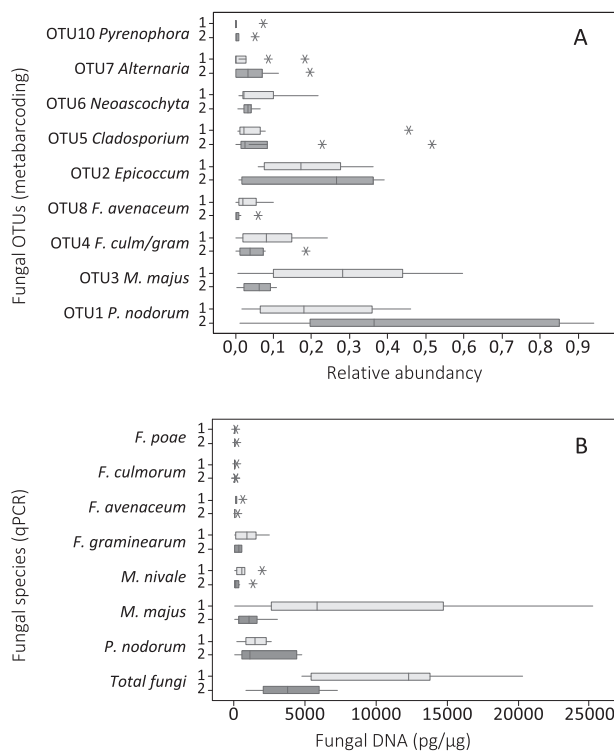 A
Fungal OTUs (metabarcoding)
OTU10 Pyrenophora 1
2
OTU7 Alternaria 1
2
OTU6 Neoascochyta 1
2
OTU5 Cladosporium 1
2
OTU2 Epicoccum 1
2
OTU8 F. avenaceum 1
2
OTU4 F. culm/gram 1
2
OTU3 M. majus 1
2
OTU1 P. nodorum 1
2
0,0 0,1 0,2 0,3 0,4 0,5 0,6 0,7 0,8 0,9
Relative abundancy
B
Fungal species (qPCR)
F. poae 1
2
F. culmorum 1
2
F. avenaceum 1
2
F. graminearum 1
2
M. nivale 1
2
M. majus 1
2
P. nodorum 1
2
Total fungi 1
2
0 5000 10000 15000 20000 25000
Fungal DNA (pg/µg)